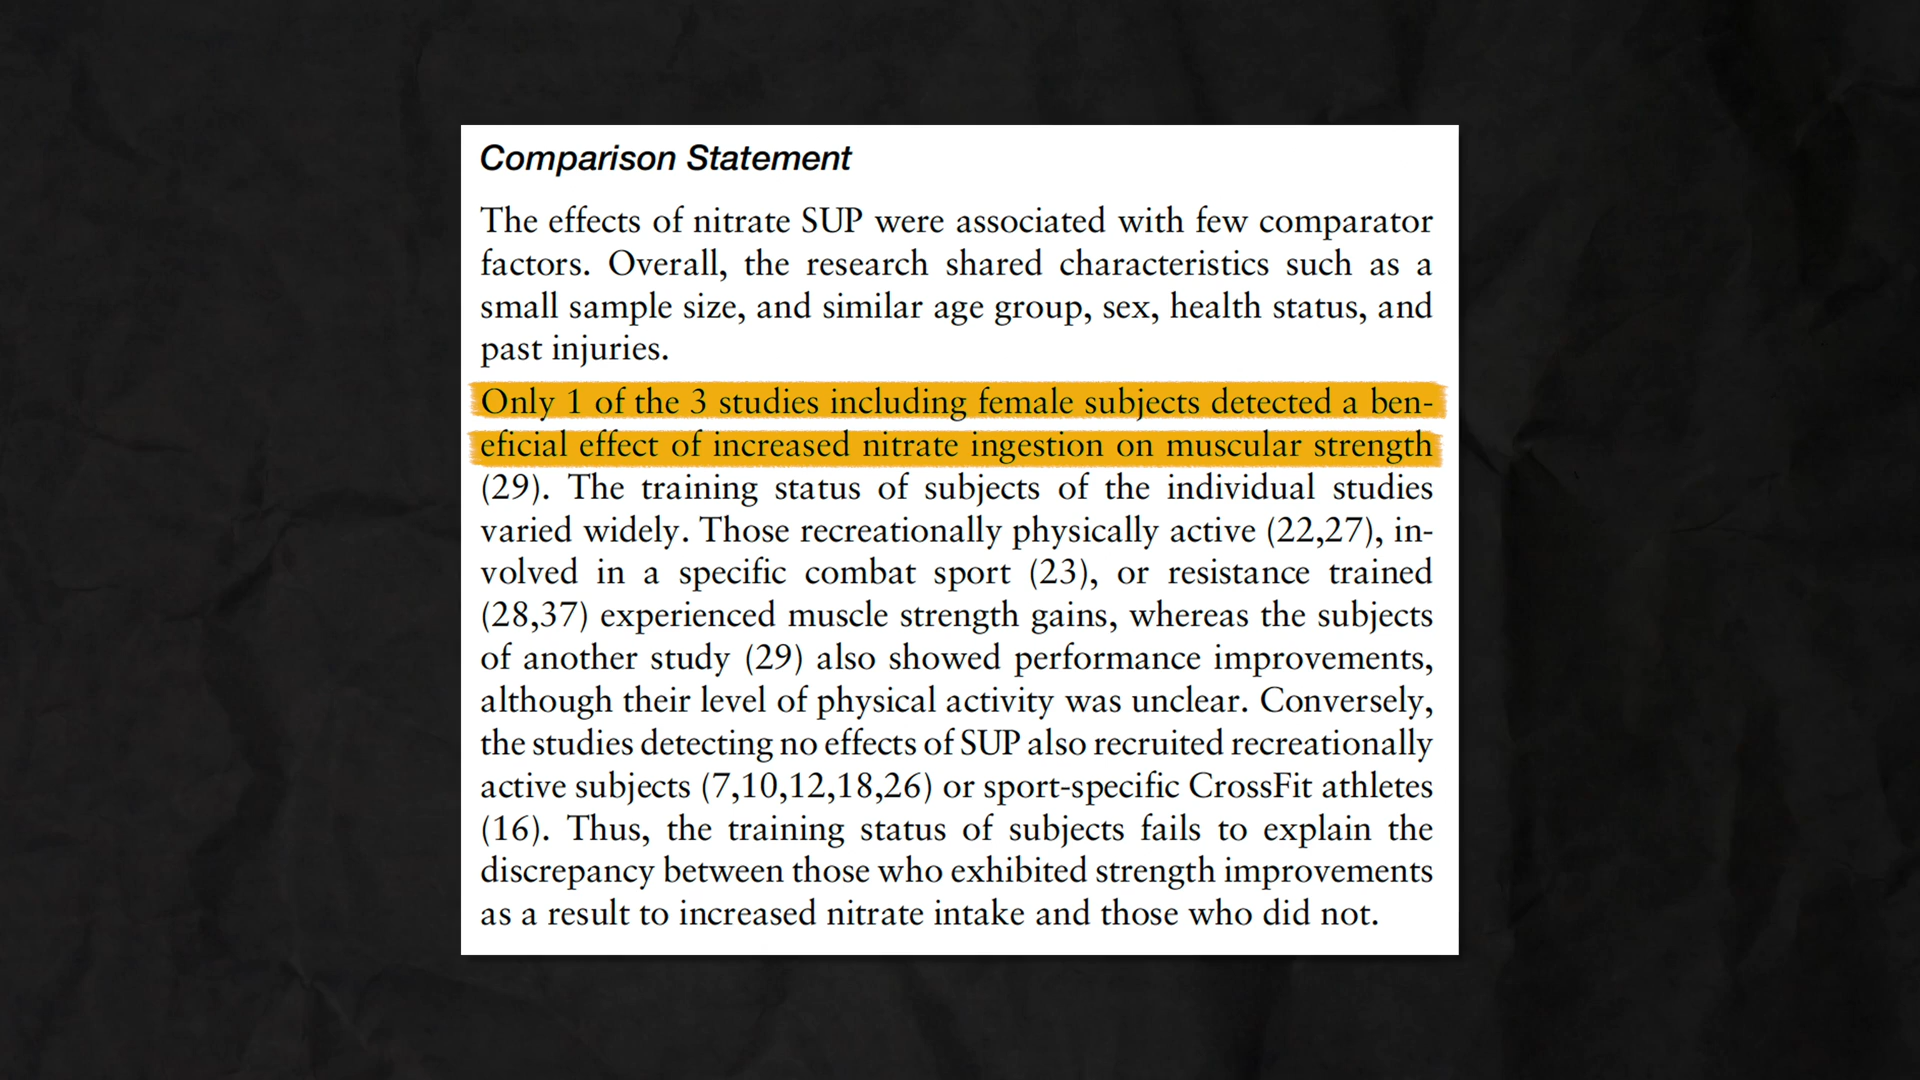 Comparison Statement
The effects of nitrate SUP were associated with few comparator
factors. Overall, the research shared characteristics such as a
small sample size, and similar age group, sex, health status, and
past injuries.
Only 1 of the 3 studies including female subjects detected a ben-
eficial effect of increased nitrate ingestion on muscular strength
(29). The training status of subjects of the individual studies
varied widely. Those recreationally physically active (22,27), in-
volved in a specific combat sport (23), or resistance trained
(28,37) experienced muscle strength gains, whereas the subjects
of another study (29) also showed performance improvements,
although their level of physical activity was unclear. Conversely,
the studies detecting no effects of SUP also recruited recreationally
active subjects (7,10,12,18,26) or sport-specific CrossFit athletes
(16). Thus, the training status of subjects fails to explain the
discrepancy between those who exhibited strength improvements
as a result to increased nitrate intake and those who did not.